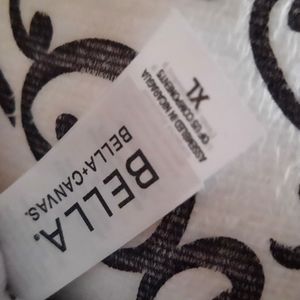 BELLA.
BELLA+CANVAS.
XL
ASSEMBLED IN NICARAGUA
OF US COMPONENTS